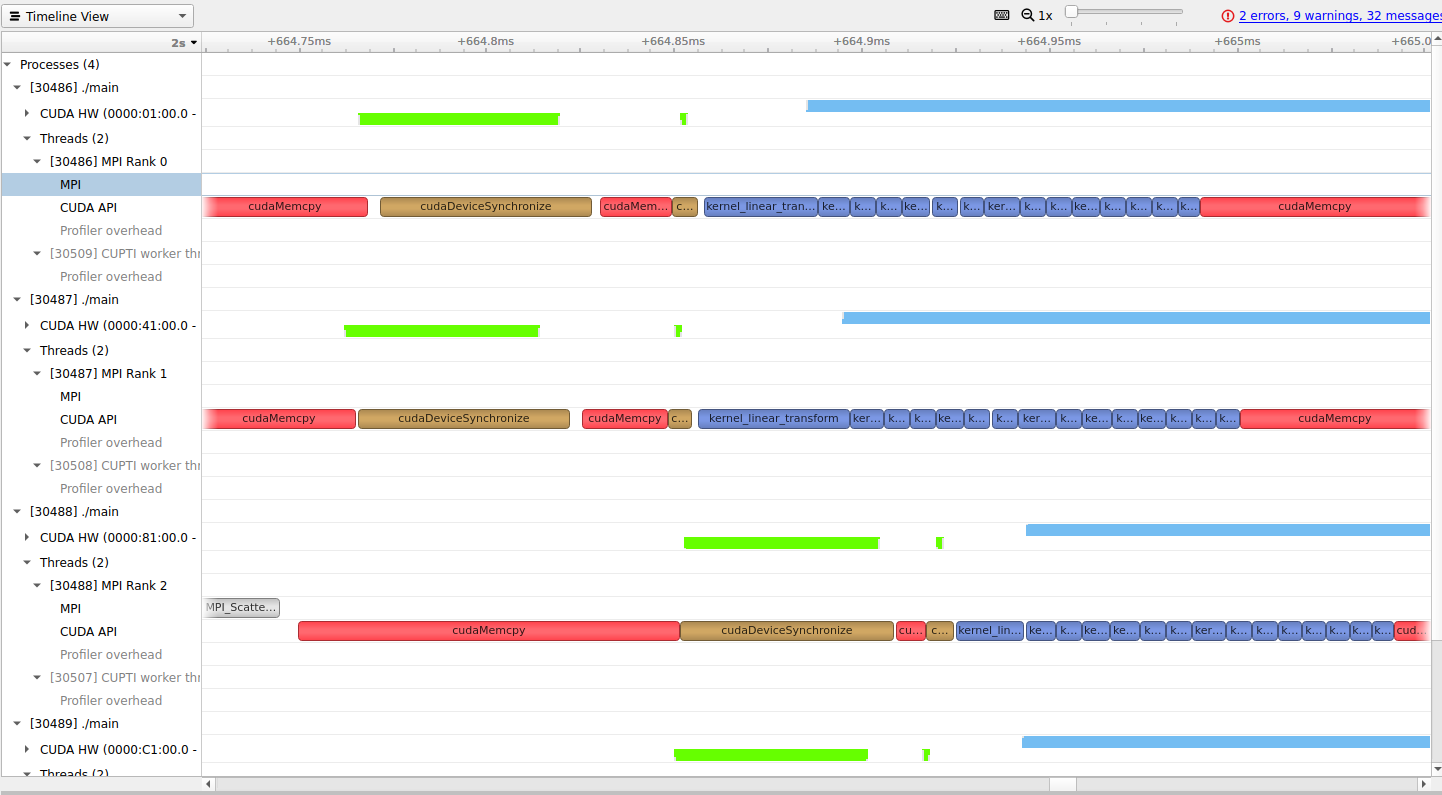 Timeline View
1x
2 errors, 9 warnings, 32 messages
2s
+664.75ms +664.8ms +664.85ms +664.9ms +664.95ms +665ms +665.0
Processes (4)
[30486] ./main
CUDA HW (0000:01:00.0 -
Threads (2)
[30486] MPI Rank 0
MPI
CUDA API
cudaMemcpy cudaDeviceSynchronize cudaMem... c... kernel_linear_tran... ke... k... k... ke... k... k... ker... k... k... ke... k... k... k... k... cudaMemcpy
Profiler overhead
[30509] CUPTI worker thr
Profiler overhead
[30487] ./main
CUDA HW (0000:41:00.0 -
Threads (2)
[30487] MPI Rank 1
MPI
CUDA API
cudaMemcpy cudaDeviceSynchronize cudaMemcpy c... kernel_linear_transform ker... k... k... ke... k... k... ker... k... ke... k... ke... k... k... k... cudaMemcpy
Profiler overhead
[30508] CUPTI worker thr
Profiler overhead
[30488] ./main
CUDA HW (0000:81:00.0 -
Threads (2)
[30488] MPI Rank 2
MPI
MPI_Scatte...
CUDA API
cudaMemcpy cudaDeviceSynchronize cu... c... kernel_lin... ke... k... ke... ke... k... k... ker... k... k... k... k... k... k... k... cud...
Profiler overhead
[30507] CUPTI worker thr
Profiler overhead
[30489] ./main
CUDA HW (0000:C1:00.0 -
Threads (2)